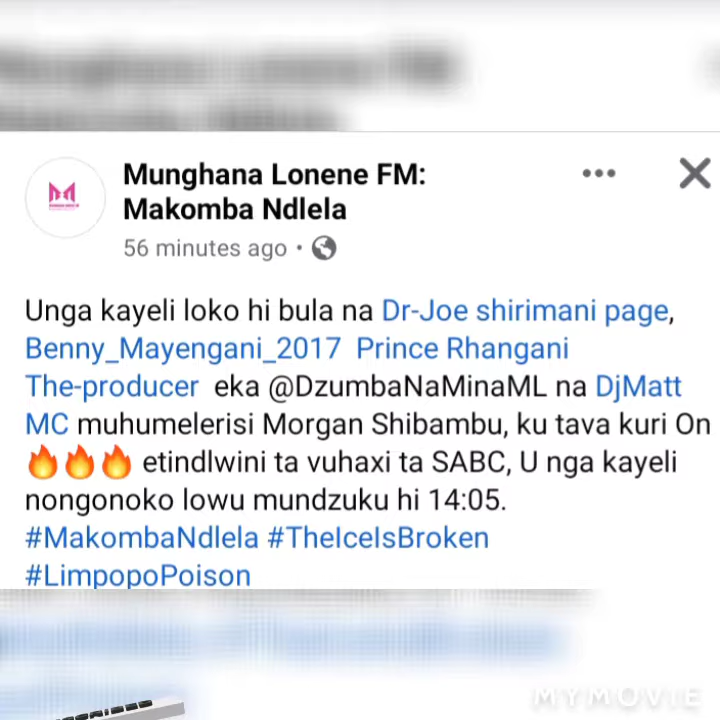 Munghana Lonene FM:
Makomba Ndlela
56 minutes ago •
Unga kayeli loko hi bula na Dr-Joe shirimani page,
Benny_Mayengani_2017 Prince Rhangani
The-producer eka @DzumbaNaMinaML na DjMatt
MC muhumelerisi Morgan Shibambu, ku tava kuri On
🔥🔥🔥 etindlwini ta vuhaxi ta SABC, U nga kayeli
nongonoko lowu mundzuku hi 14:05.
#MakombaNdlela #TheIceIsBroken
#LimpopoPoison
MYMOVIE